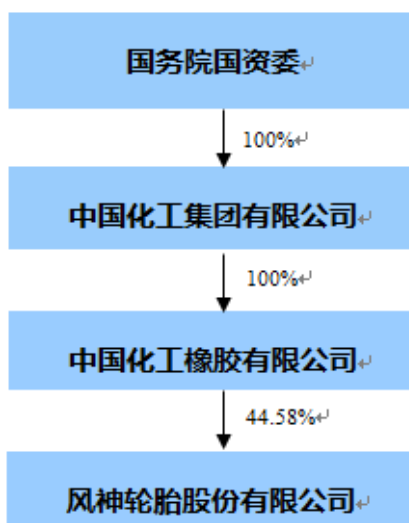 国务院国资委
100%
中国化工集团有限公司
100%
中国化工橡胶有限公司
44.58%
风神轮胎股份有限公司